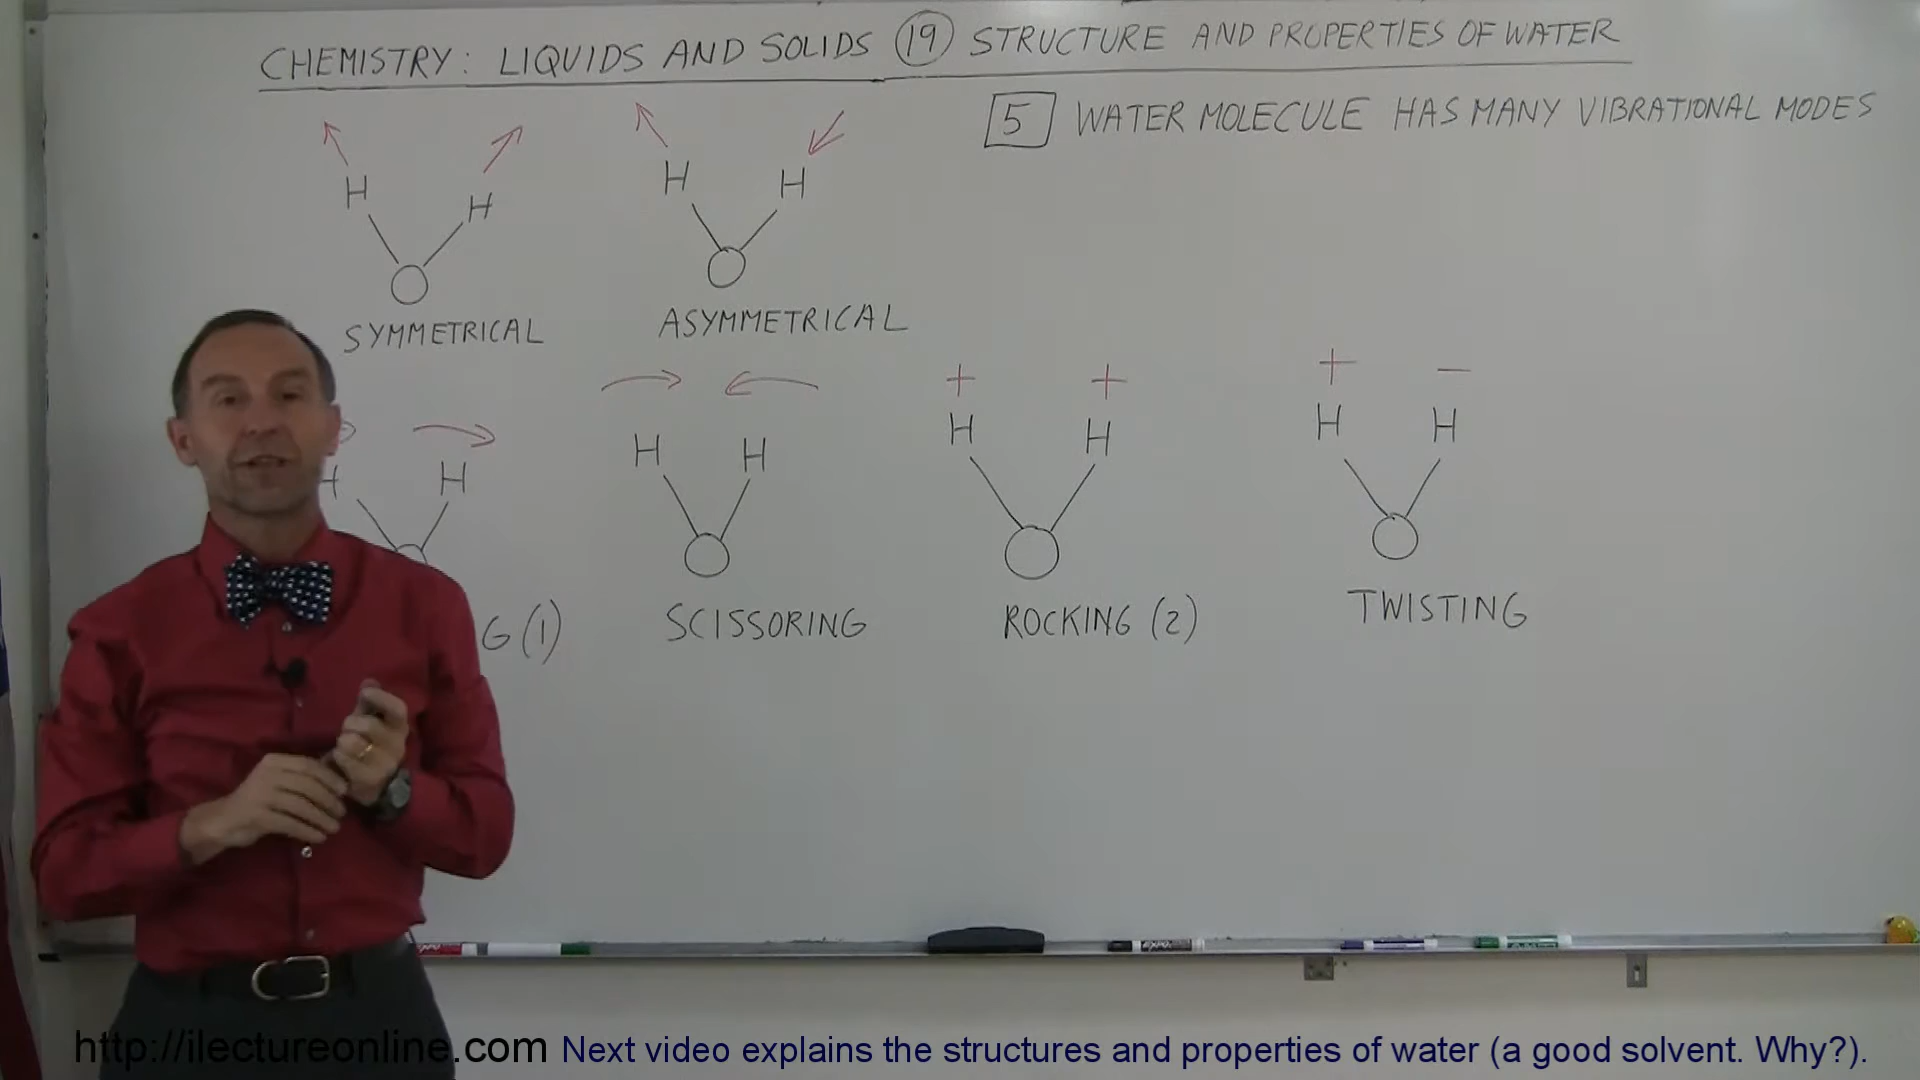 CHEMISTRY: LIQUIDS AND SOLIDS 19 STRUCTURE AND PROPERTIES OF WATER
5 WATER MOLECULE HAS MANY VIBRATIONAL MODES
H H H H
SYMMETRICAL ASYMMETRICAL
+ + + −
H H H H H H H H
G (1) SCISSORING ROCKING (2) TWISTING
EXPO EXPO
http://ilectureonline.com Next video explains the structures and properties of water (a good solvent. Why?).